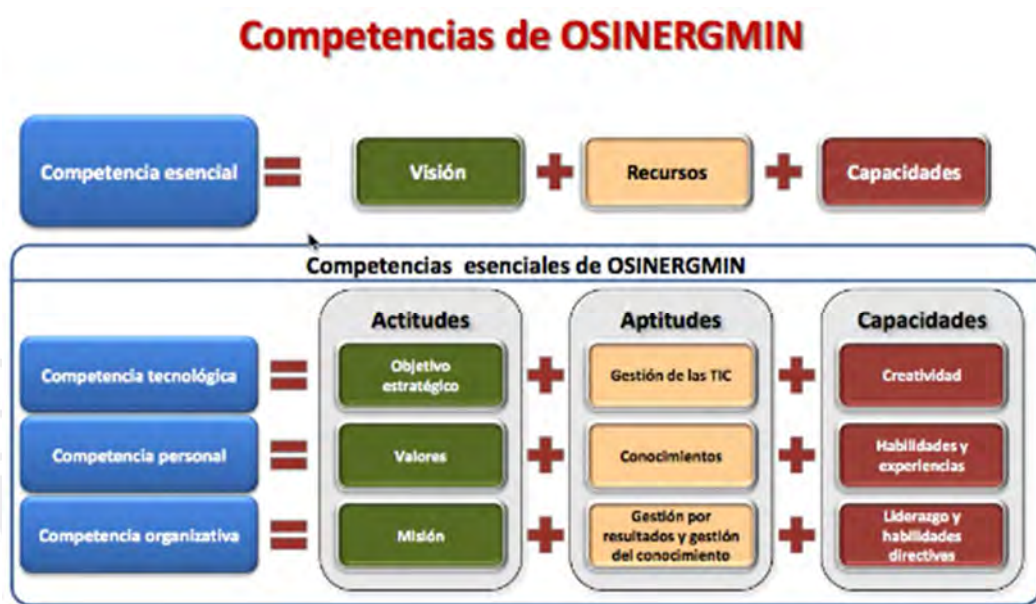 Competencias de OSINERGMIN
Competencia esencial = Visión + Recursos + Capacidades
Competencias esenciales de OSINERGMIN
Actitudes Aptitudes Capacidades
Competencia tecnológica = Objetivo
estratégico + Gestión de las TIC + Creatividad
Competencia personal = Valores + Conocimientos + Habilidades y
experiencias
Competencia organizativa = Misión + Gestión por
resultados y gestión
del conocimiento + Liderazgo y
habilidades
directivas